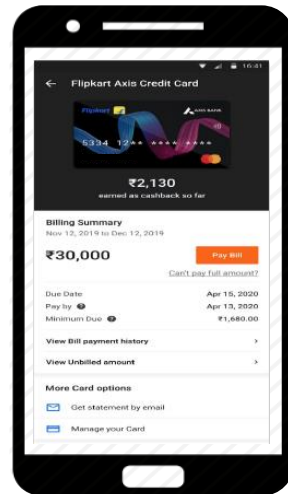 16:41
Flipkart Axis Credit Card
Flipkart AXIS BANK
5334 12** **** ****
₹2,130
earned as cashback so far
Billing Summary
Nov 12, 2019 to Dec 12, 2019
₹30,000 Pay Bill
Can't pay full amount?
Due Date Apr 15, 2020
Pay by Apr 13, 2020
Minimum Due ₹1,680.00
View Bill payment history
View Unbilled amount
More Card options
Get statement by email
Manage your Card